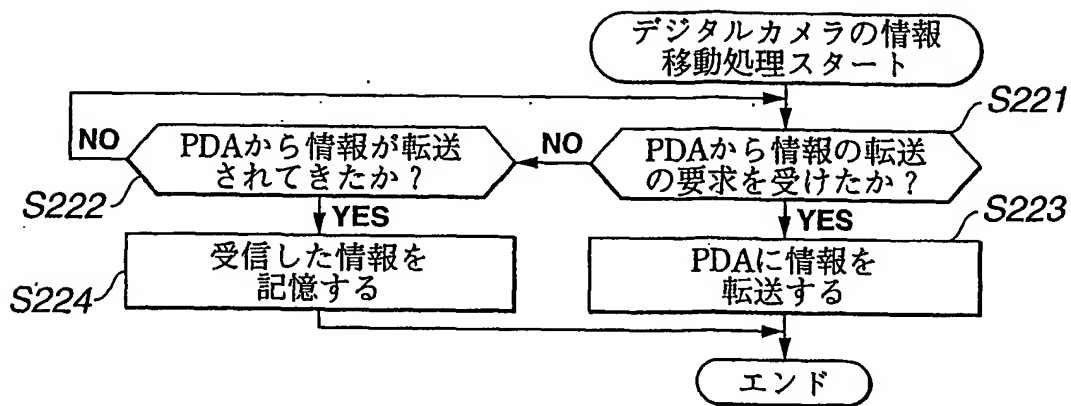 デジタルカメラの情報
移動処理スタート
S221
PDAから情報の転送
の要求を受けたか？
NO
PDAから情報が転送
されてきたか？
NO
S222
YES
YES
S223
受信した情報を
記憶する
S224
PDAに情報を
転送する
エンド